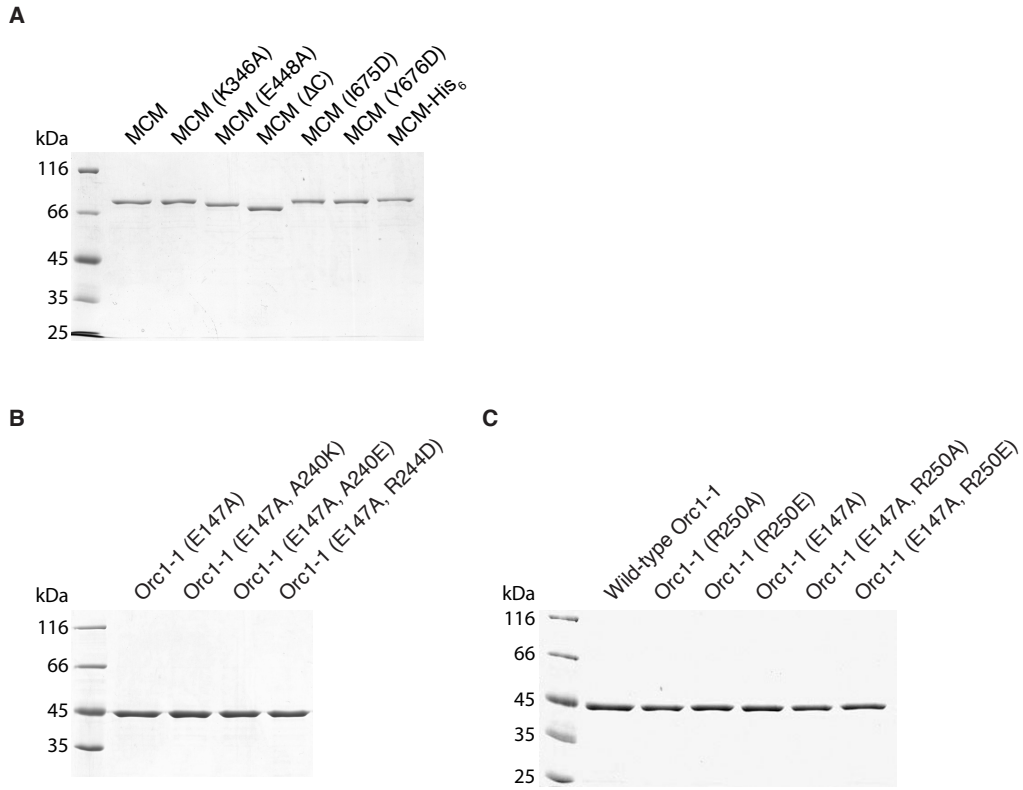 A
MCM
MCM (K346A)
MCM (E448A)
MCM (ΔC)
MCM (I675D)
MCM (Y676D)
MCM-His₆
kDa
116
66
45
35
25
B
Orc1-1 (E147A)
Orc1-1 (E147A, A240K)
Orc1-1 (E147A, A240E)
Orc1-1 (E147A, R244D)
kDa
116
66
45
35
C
Wild-type Orc1-1
Orc1-1 (R250A)
Orc1-1 (R250E)
Orc1-1 (E147A)
Orc1-1 (E147A, R250A)
Orc1-1 (E147A, R250E)
kDa
116
66
45
35
25